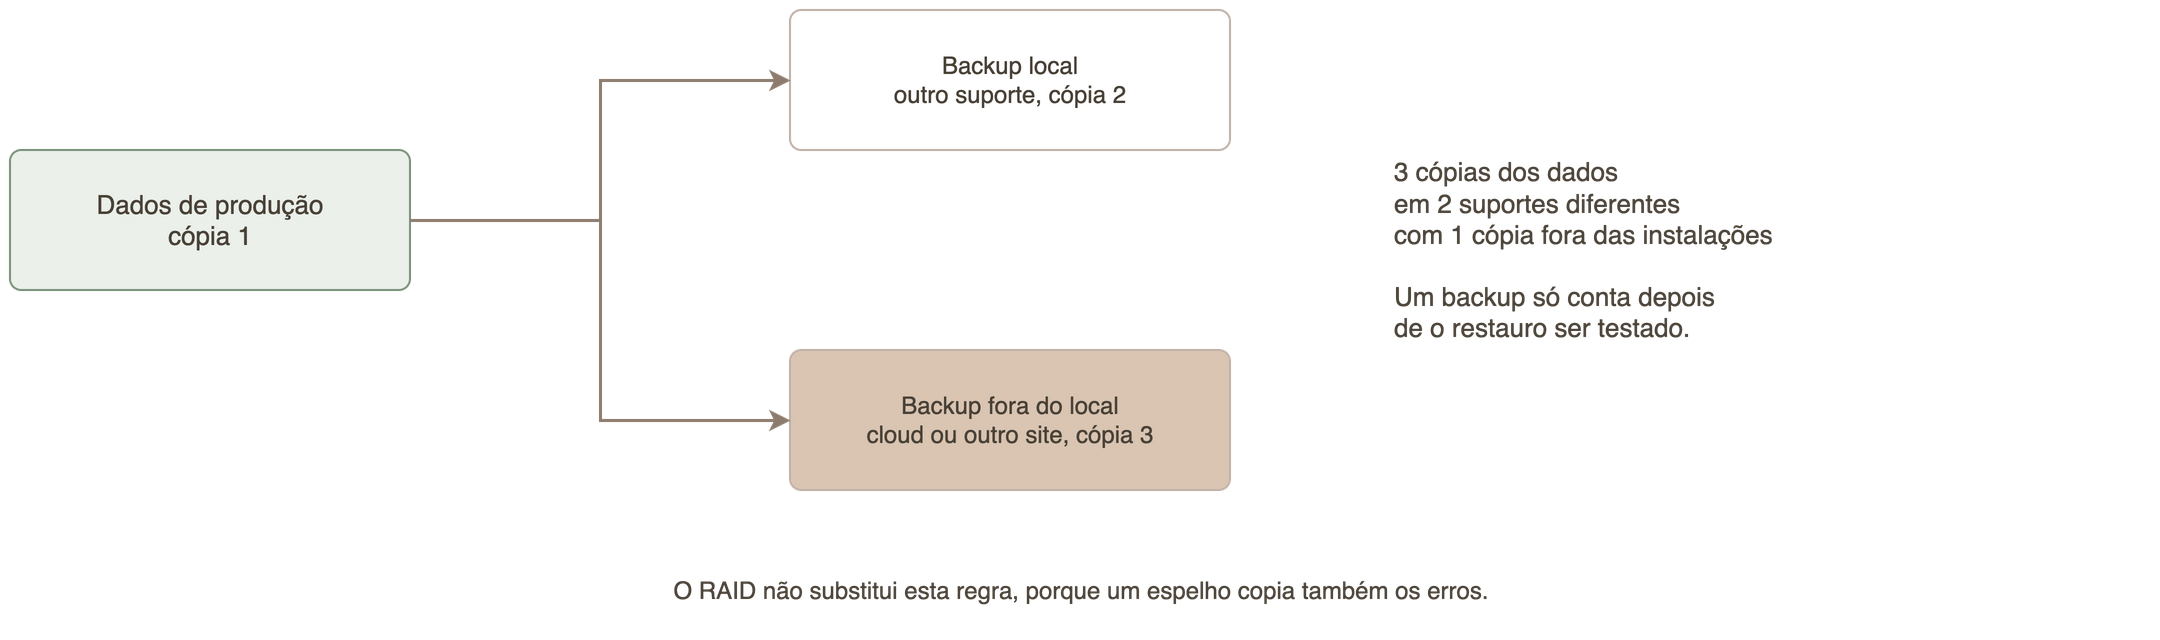 Backup local
outro suporte, cópia 2
Dados de produção
cópia 1
3 cópias dos dados
em 2 suportes diferentes
com 1 cópia fora das instalações
Um backup só conta depois
de o restauro ser testado.
Backup fora do local
cloud ou outro site, cópia 3
O RAID não substitui esta regra, porque um espelho copia também os erros.